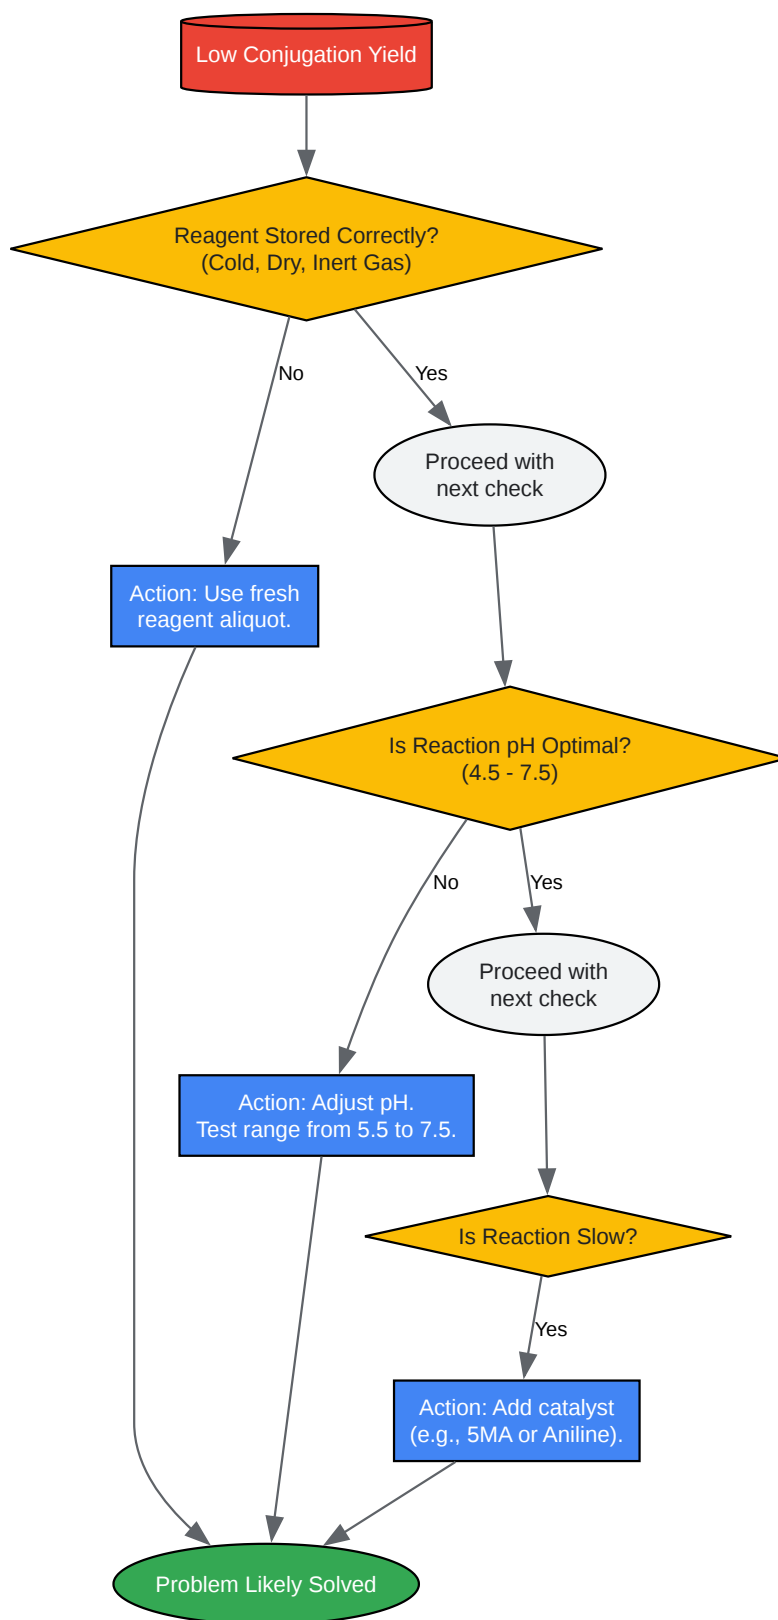 Low Conjugation Yield
Reagent Stored Correctly?
(Cold, Dry, Inert Gas)
No
Yes
Proceed with
next check
Action: Use fresh
reagent aliquot.
Is Reaction pH Optimal?
(4.5 - 7.5)
No
Yes
Proceed with
next check
Action: Adjust pH.
Test range from 5.5 to 7.5.
Is Reaction Slow?
Yes
Action: Add catalyst
(e.g., 5MA or Aniline).
Problem Likely Solved